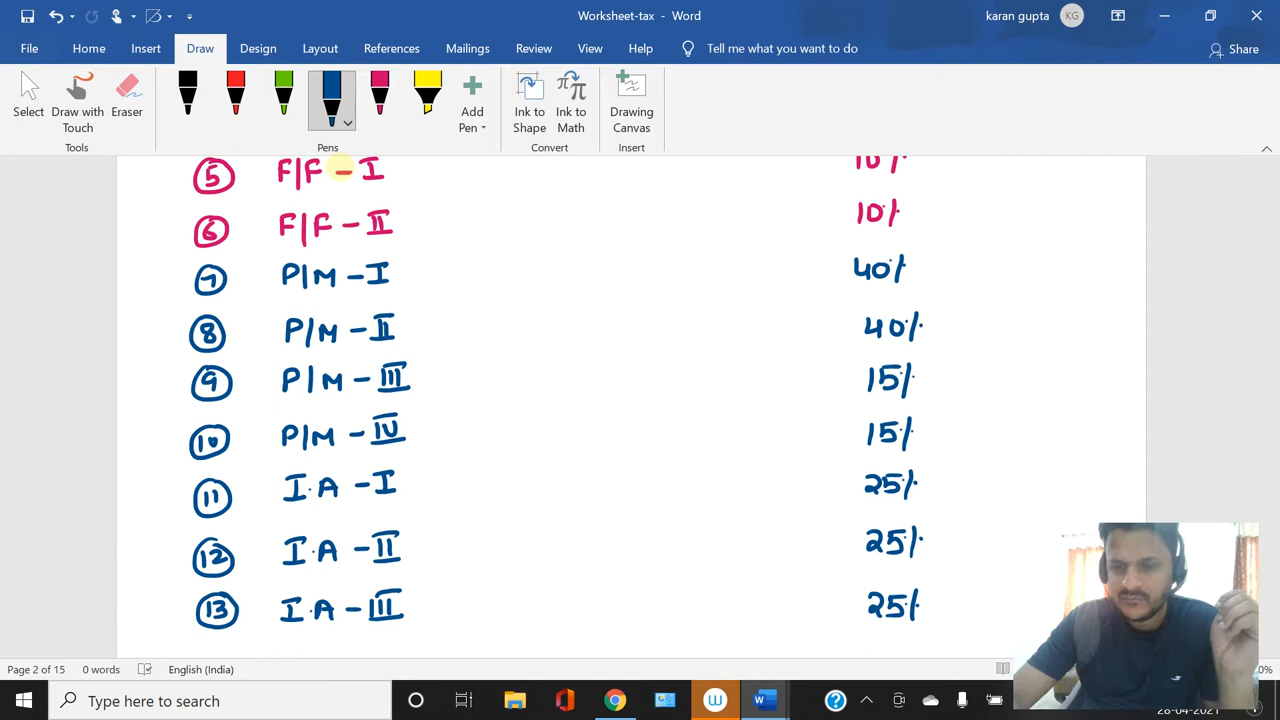 Worksheet-tax - Word
karan gupta KG
File Home Insert Draw Design Layout References Mailings Review View Help Tell me what you want to do Share
Select Draw with Touch Eraser Add Pen Ink to Shape Ink to Math Drawing Canvas
Tools Pens Convert Insert
5 F/F - I 10%
6 F/F - II 10%
7 P/M - I 40%
8 P/M - II 40%
9 P/M - III 15%
10 P/M - IV 15%
11 I.A - I 25%
12 I.A - II 25%
13 I.A - III 25%
Page 2 of 15 0 words English (India)
Type here to search
28-04-2021